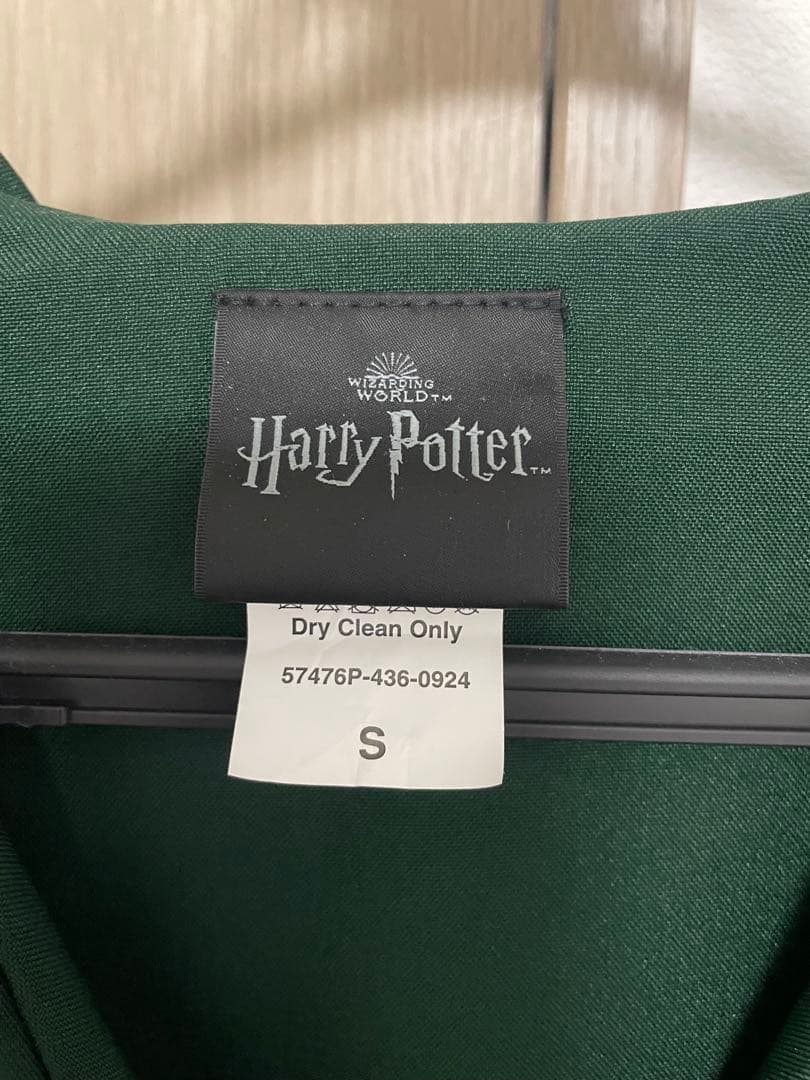 WIZARDING
WORLD™
Harry Potter™
Dry Clean Only
57476P-436-0924
S